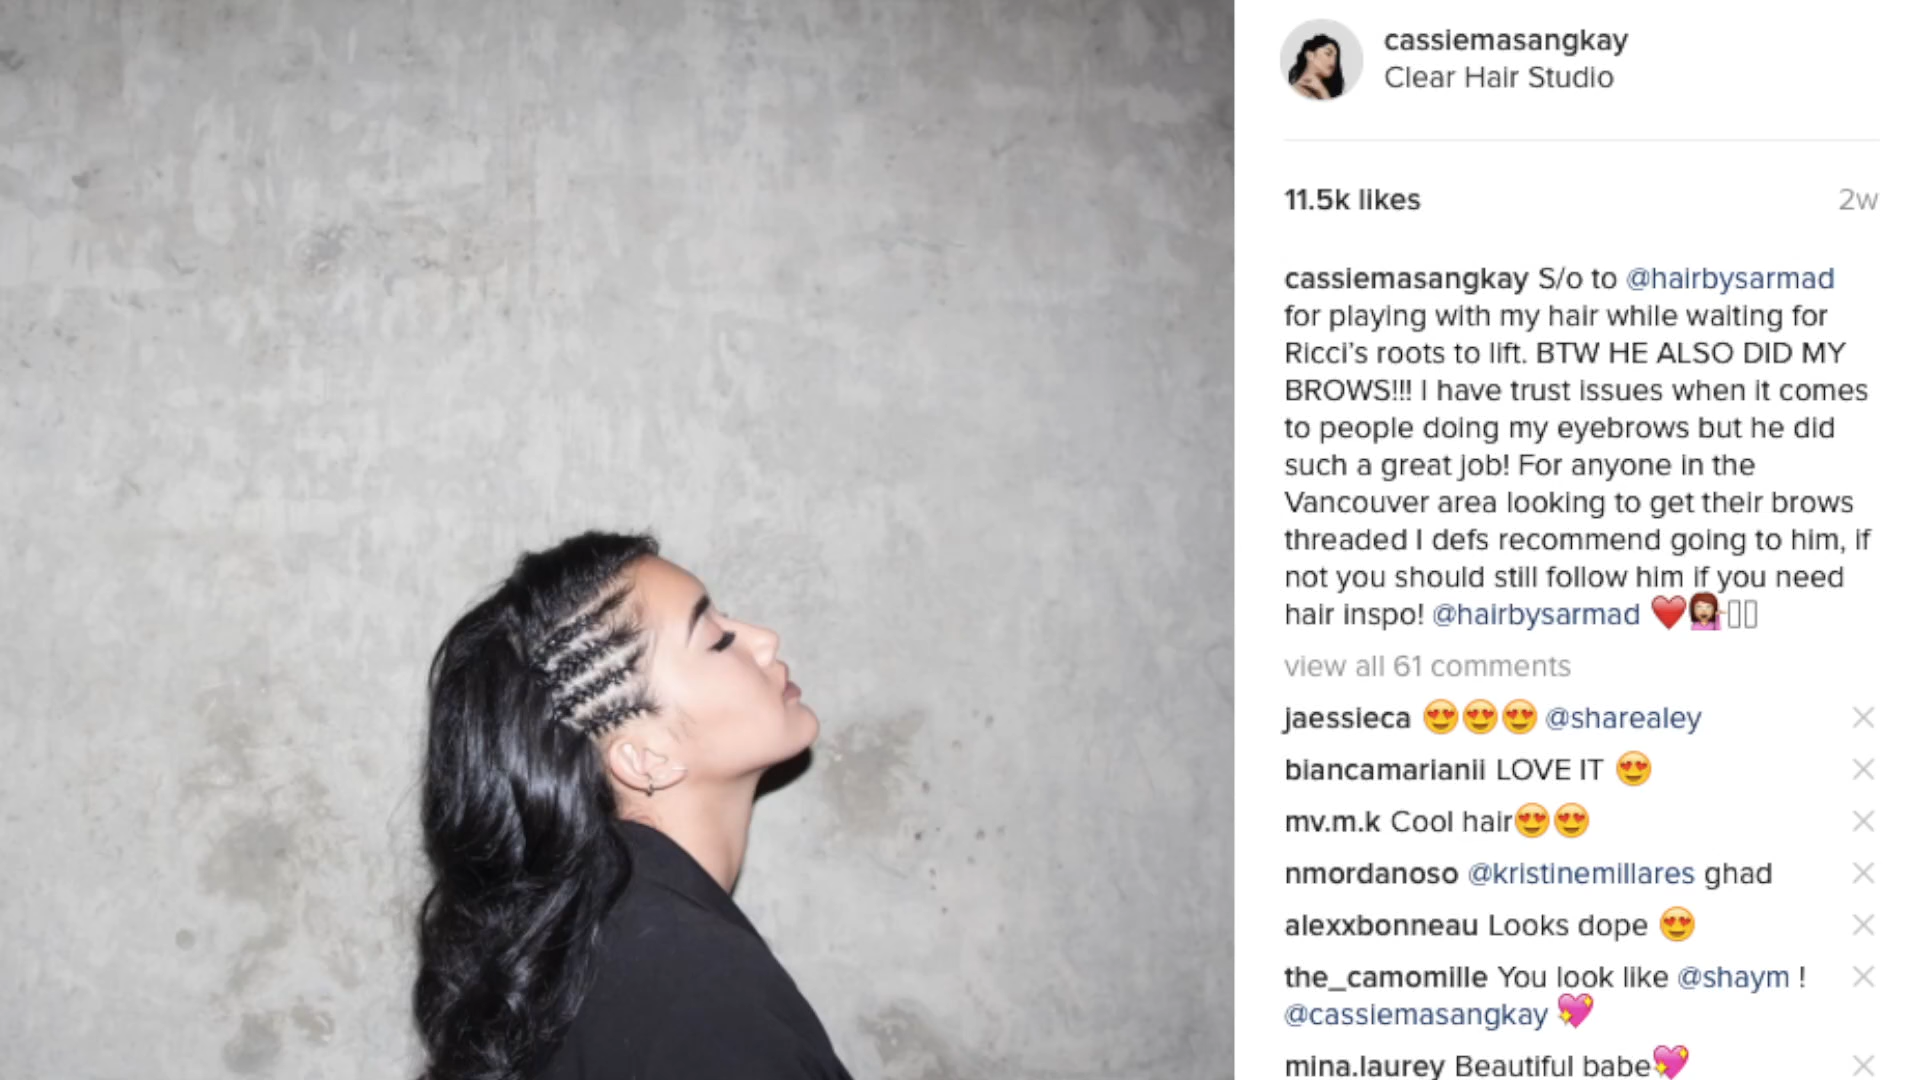 cassiemasangkay
Clear Hair Studio
11.5k likes
2w
cassiemasangkay S/o to @hairbysarmad
for playing with my hair while waiting for
Ricci's roots to lift. BTW HE ALSO DID MY
BROWS!!! I have trust issues when it comes
to people doing my eyebrows but he did
such a great job! For anyone in the
Vancouver area looking to get their brows
threaded I defs recommend going to him, if
not you should still follow him if you need
hair inspo! @hairbysarmad ❤️💁
view all 61 comments
jaessieca 😍😍😍 @sharealey
biancamarianii LOVE IT 😍
mv.m.k Cool hair😍😍
nmordanoso @kristinemillares ghad
alexxbonneau Looks dope 😍
the_camomille You look like @shaym !
@cassiemasangkay 💖
mina.laurey Beautiful babe💖